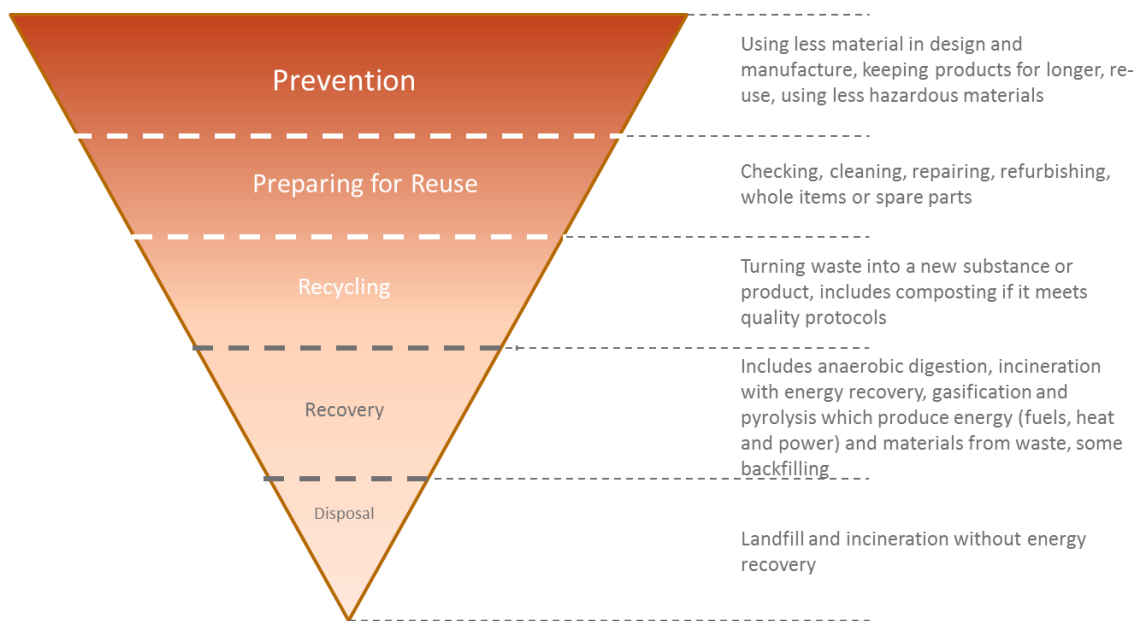 Prevention
Using less material in design and
manufacture, keeping products for longer, re-
use, using less hazardous materials
Preparing for Reuse
Checking, cleaning, repairing, refurbishing,
whole items or spare parts
Recycling
Turning waste into a new substance or
product, includes composting if it meets
quality protocols
Recovery
Includes anaerobic digestion, incineration
with energy recovery, gasification and
pyrolysis which produce energy (fuels, heat
and power) and materials from waste, some
backfilling
Disposal
Landfill and incineration without energy
recovery